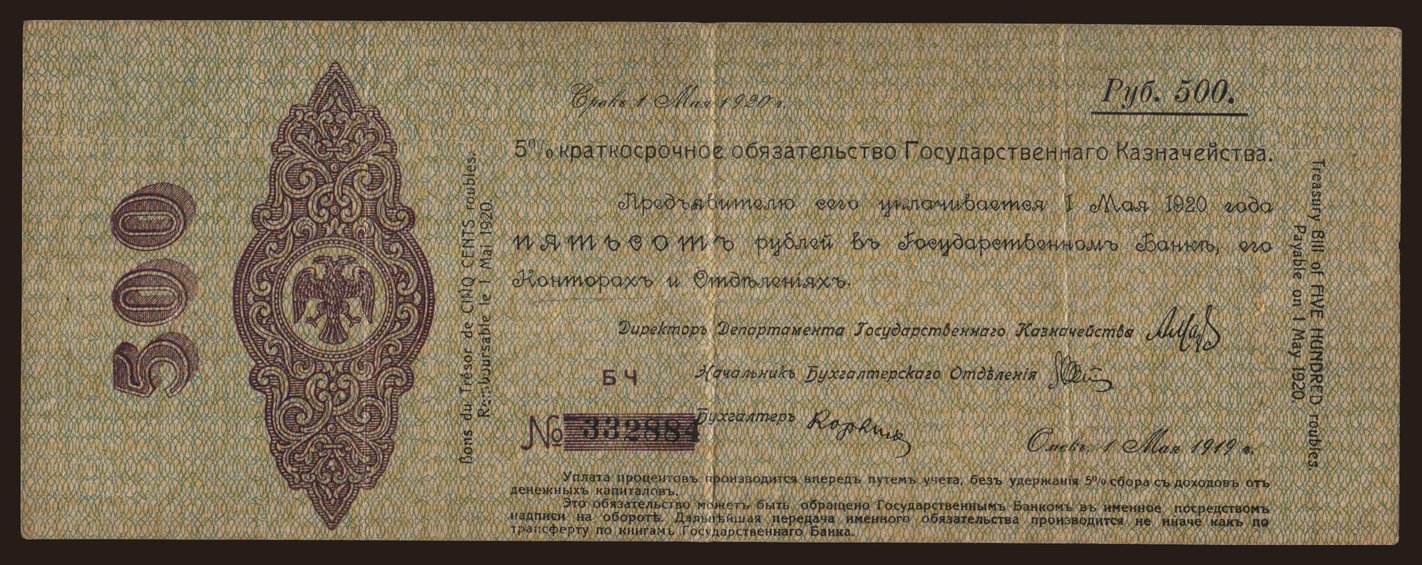 500
Bons du Trésor de CINQ CENTS roubles.
Remboursable le 1 Mai 1920.
Срокъ 1 Мая 1920 г.
Руб. 500.
5% краткосрочное обязательство Государственнаго Казначейства.
Предъявителю сего уплачивается 1 Мая 1920 года
пятьсотъ рублей въ Государственномъ Банкѣ, его
Конторахъ и Отдѣленіяхъ.
Директоръ Департамента Государственнаго Казначейства
БЧ Начальникъ Бухгалтерскаго Отдѣленія
Бухгалтеръ
№ 332884
Омскъ. 1 Мая 1919 г.
Уплата процентовъ производится впередъ путемъ учета, безъ удержанія 5% сбора съ доходовъ отъ
денежныхъ капиталовъ.
Это обязательство можетъ быть обращено Государственнымъ Банкомъ въ именное посредствомъ
надписи на оборотѣ. Дальнѣйшая передача именного обязательства производится не иначе какъ по
трансферту по книгамъ Государственнаго Банка.
Treasury Bill of FIVE HUNDRED roubles.
Payable on 1 May 1920.